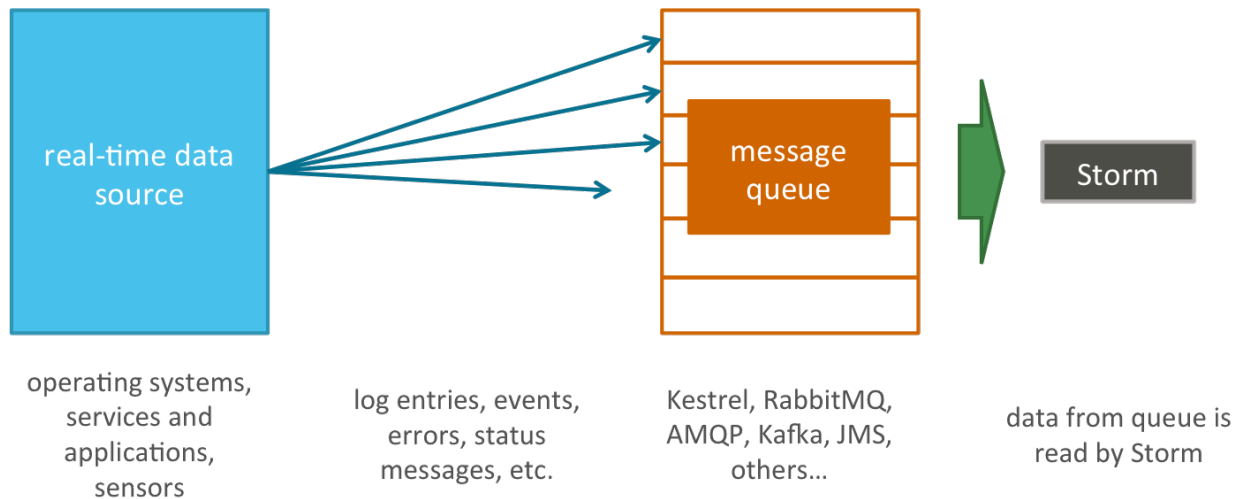 real-time data
source
message
queue
Storm
operating systems,
services and
applications,
sensors
log entries, events,
errors, status
messages, etc.
Kestrel, RabbitMQ,
AMQP, Kafka, JMS,
others…
data from queue is
read by Storm